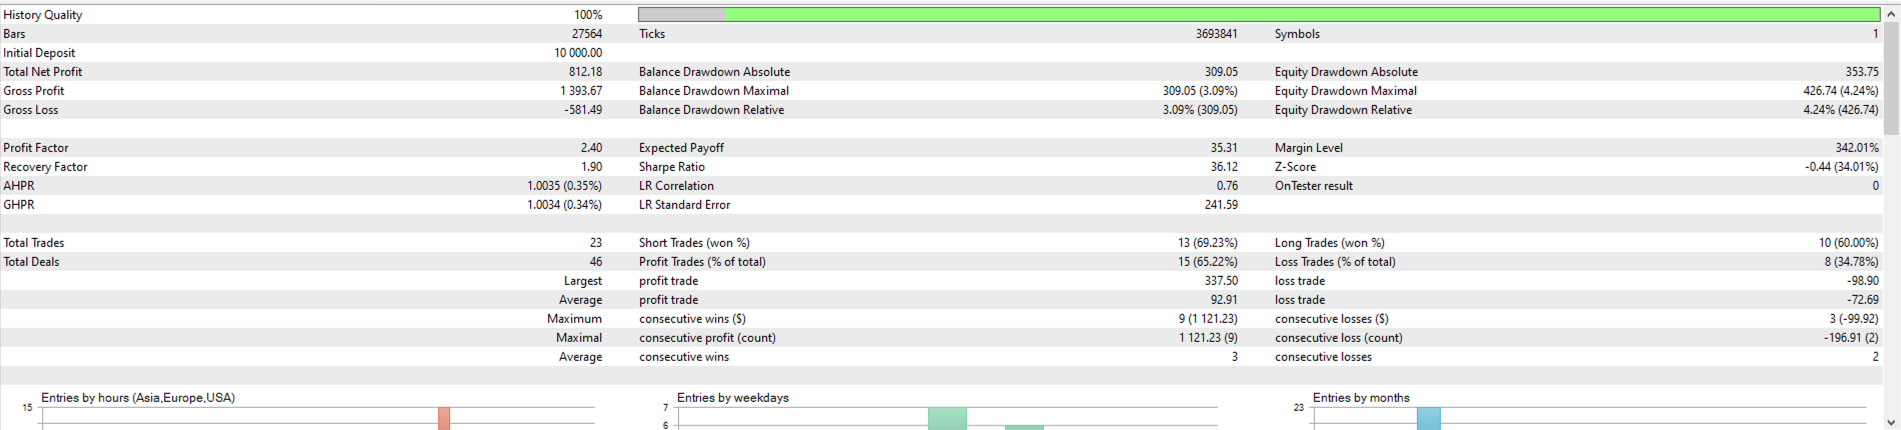 History Quality 100%
Bars 27564 Ticks 3693841 Symbols 1
Initial Deposit 10 000.00
Total Net Profit 812.18 Balance Drawdown Absolute 309.05 Equity Drawdown Absolute 353.75
Gross Profit 1 393.67 Balance Drawdown Maximal 309.05 (3.09%) Equity Drawdown Maximal 426.74 (4.24%)
Gross Loss -581.49 Balance Drawdown Relative 3.09% (309.05) Equity Drawdown Relative 4.24% (426.74)
Profit Factor 2.40 Expected Payoff 35.31 Margin Level 342.01%
Recovery Factor 1.90 Sharpe Ratio 36.12 Z-Score -0.44 (34.01%)
AHPR 1.0035 (0.35%) LR Correlation 0.76 OnTester result 0
GHPR 1.0034 (0.34%) LR Standard Error 241.59
Total Trades 23 Short Trades (won %) 13 (69.23%) Long Trades (won %) 10 (60.00%)
Total Deals 46 Profit Trades (% of total) 15 (65.22%) Loss Trades (% of total) 8 (34.78%)
Largest profit trade 337.50 loss trade -98.90
Average profit trade 92.91 loss trade -72.69
Maximum consecutive wins ($) 9 (1 121.23) consecutive losses ($) 3 (-99.92)
Maximal consecutive profit (count) 1 121.23 (9) consecutive loss (count) -196.91 (2)
Average consecutive wins 3 consecutive losses 2
Entries by hours (Asia,Europe,USA) Entries by weekdays Entries by months
15 7 23
6